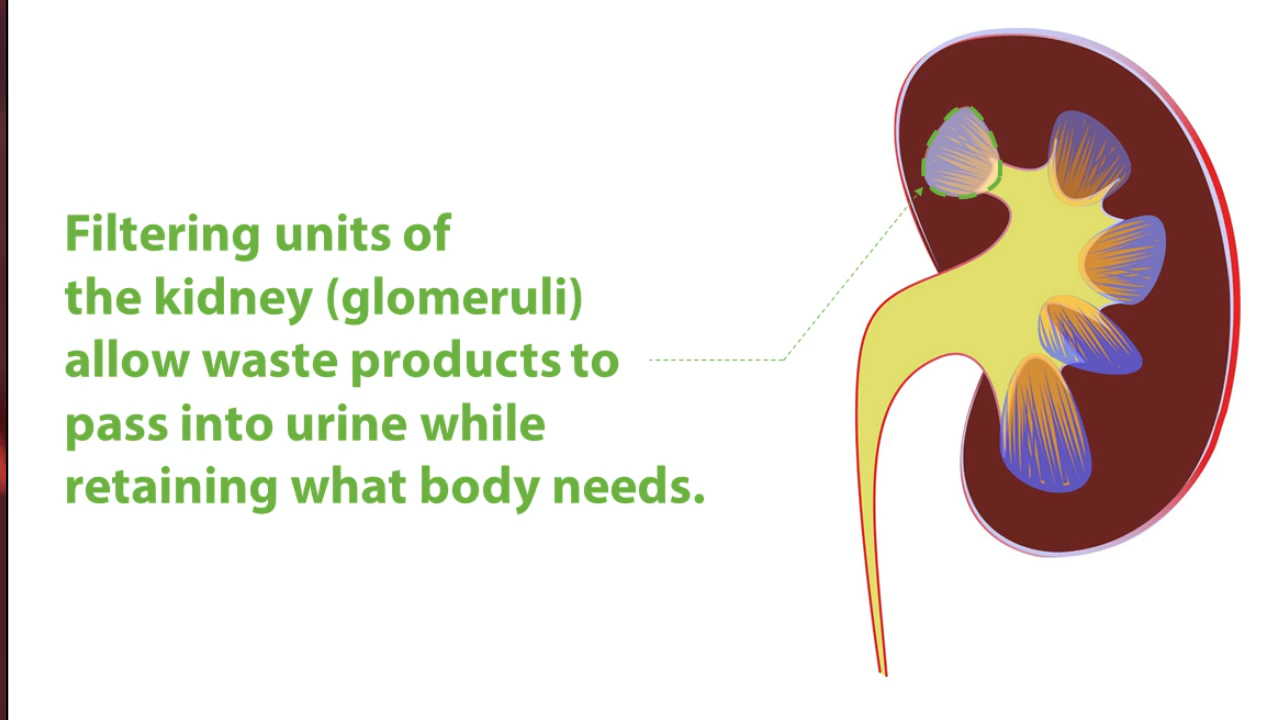 Filtering units of
the kidney (glomeruli)
allow waste products to
pass into urine while
retaining what body needs.